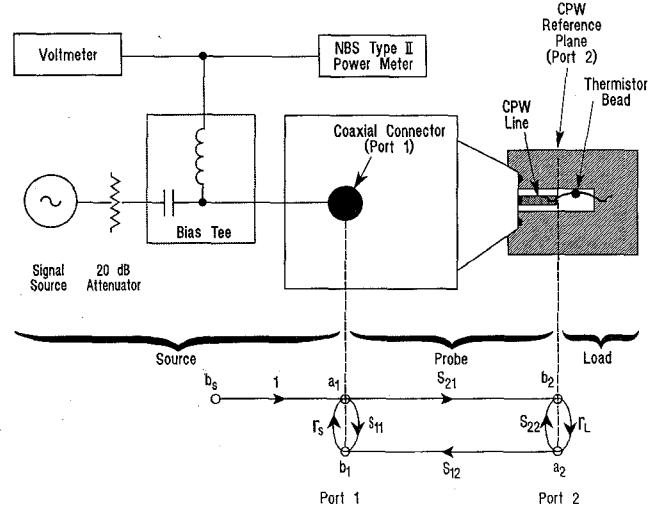 CPW
Reference
Plane
(Port 2)
Voltmeter
NBS Type II
Power Meter
Thermistor
Bead
CPW
Line
Coaxial Connector
(Port 1)
Bias Tee
Signal
Source
20 dB
Attenuator
Source
Probe
Load
bs
1
a1
S21
b2
rs
S11
S22
rL
b1
S12
a2
Port 1
Port 2